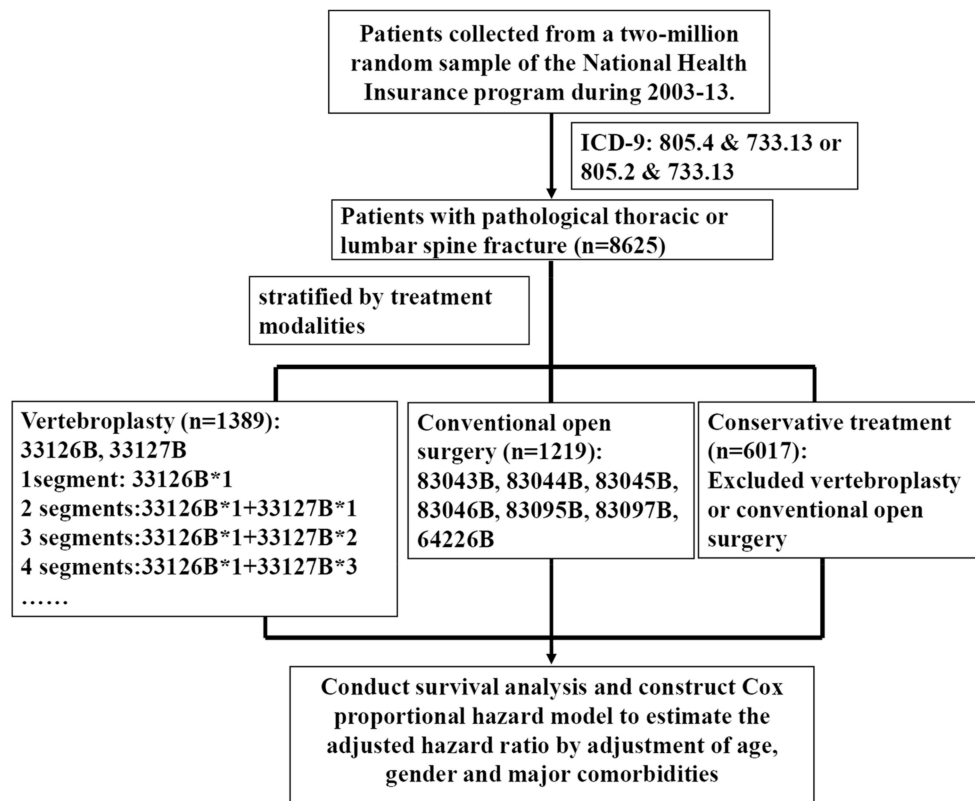 Patients collected from a two-million
random sample of the National Health
Insurance program during 2003-13.
ICD-9: 805.4 & 733.13 or
805.2 & 733.13
Patients with pathological thoracic or
lumbar spine fracture (n=8625)
stratified by treatment
modalities
Vertebroplasty (n=1389):
33126B, 33127B
1segment: 33126B*1
2 segments:33126B*1+33127B*1
3 segments:33126B*1+33127B*2
4 segments:33126B*1+33127B*3
……
Conventional open
surgery (n=1219):
83043B, 83044B, 83045B,
83046B, 83095B, 83097B,
64226B
Conservative treatment
(n=6017):
Excluded vertebroplasty
or conventional open
surgery
Conduct survival analysis and construct Cox
proportional hazard model to estimate the
adjusted hazard ratio by adjustment of age,
gender and major comorbidities